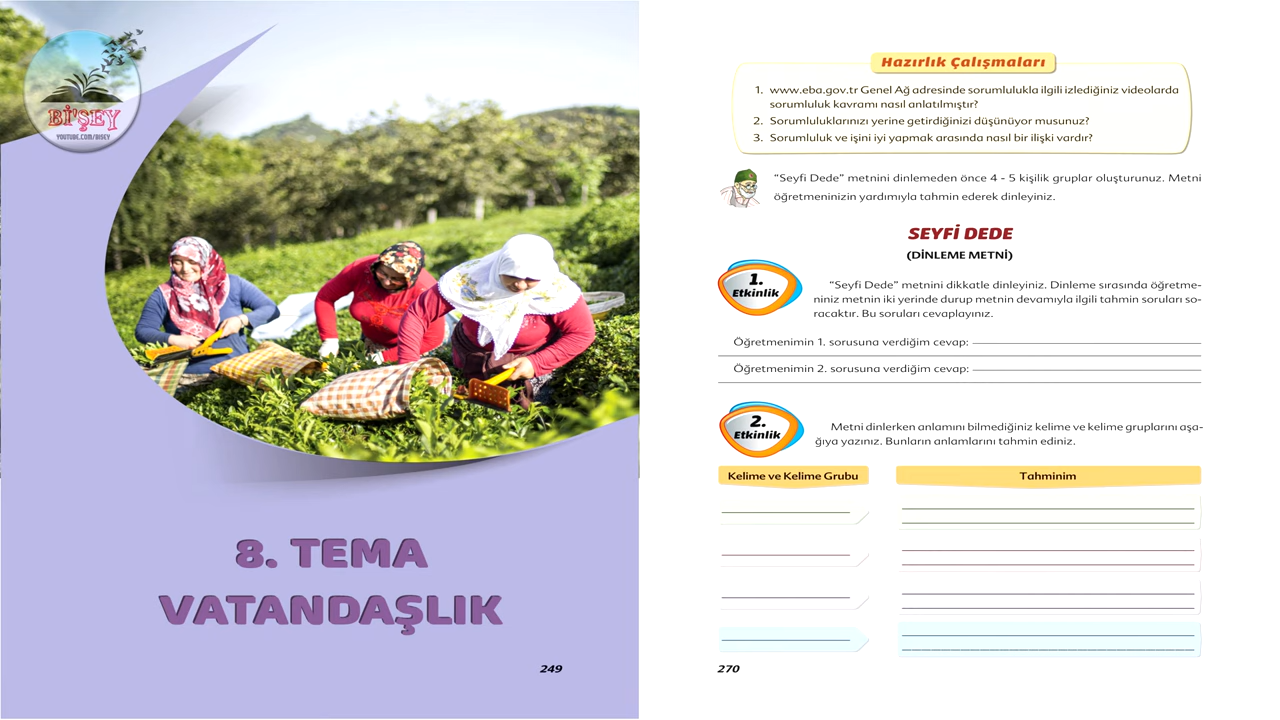 Bİ'ŞEY
YOUTUBE.COM/BISEY
8. TEMA
VATANDAŞLIK
249
Hazırlık Çalışmaları
1. www.eba.gov.tr Genel Ağ adresinde sorumlulukla ilgili izlediğiniz videolarda
sorumluluk kavramı nasıl anlatılmıştır?
2. Sorumluluklarınızı yerine getirdiğinizi düşünüyor musunuz?
3. Sorumluluk ve işini iyi yapmak arasında nasıl bir ilişki vardır?
“Seyfi Dede” metnini dinlemeden önce 4 - 5 kişilik gruplar oluşturunuz. Metni
öğretmeninizin yardımıyla tahmin ederek dinleyiniz.
SEYFİ DEDE
(DİNLEME METNİ)
1.
Etkinlik
“Seyfi Dede” metnini dikkatle dinleyiniz. Dinleme sırasında öğretme-
niniz metnin iki yerinde durup metnin devamıyla ilgili tahmin soruları so-
racaktır. Bu soruları cevaplayınız.
Öğretmenimin 1. sorusuna verdiğim cevap:
Öğretmenimin 2. sorusuna verdiğim cevap:
2.
Etkinlik
Metni dinlerken anlamını bilmediğiniz kelime ve kelime gruplarını aşa-
ğıya yazınız. Bunların anlamlarını tahmin ediniz.
Kelime ve Kelime Grubu
Tahminim
270